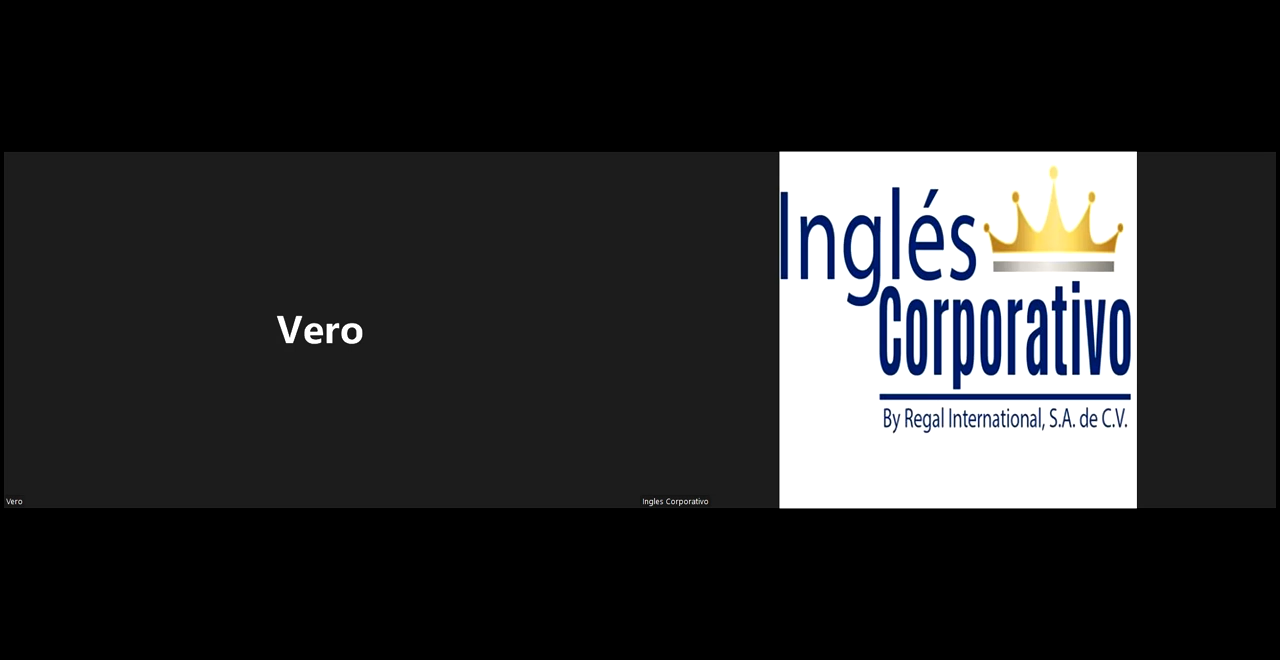 Vero
Vero
Inglés
Corporativo
By Regal International, S.A. de C.V.
Ingles Corporativo